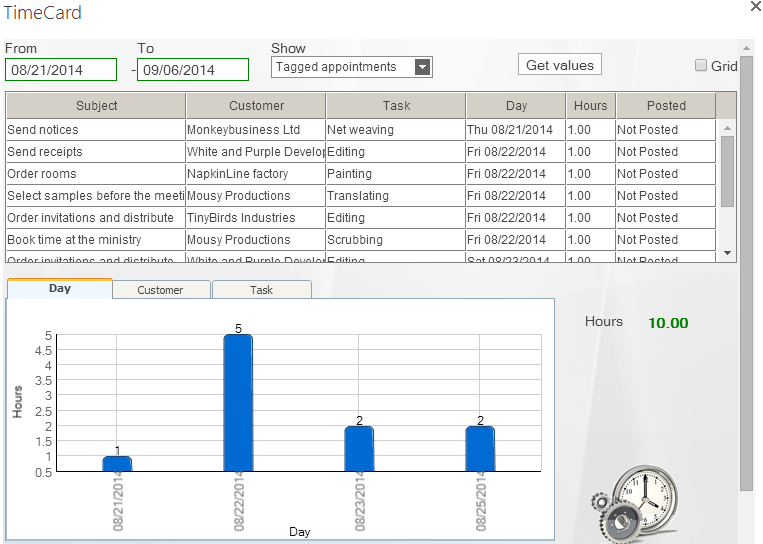 TimeCard
From To Show
08/21/2014 - 09/06/2014 Tagged appointments Get values Grid
Subject Customer Task Day Hours Posted
Send notices Monkeybusiness Ltd Net weaving Thu 08/21/2014 1.00 Not Posted
Send receipts White and Purple Develop Editing Fri 08/22/2014 1.00 Not Posted
Order rooms NapkinLine factory Painting Fri 08/22/2014 1.00 Not Posted
Select samples before the meeti Mousy Productions Translating Fri 08/22/2014 1.00 Not Posted
Order invitations and distribute TinyBirds Industries Editing Fri 08/22/2014 1.00 Not Posted
Book time at the ministry Mousy Productions Scrubbing Fri 08/22/2014 1.00 Not Posted
Order invitations and distribute White and Purple Develop Editing Sat 08/23/2014 1.00 Not Posted
Day Customer Task
Hours 10.00
Hours
5
4.5
4
3.5
3
2.5
2
1.5
1
0.5
1 5 2 2
08/21/2014 08/22/2014 08/23/2014 08/25/2014
Day
12
3
6
9